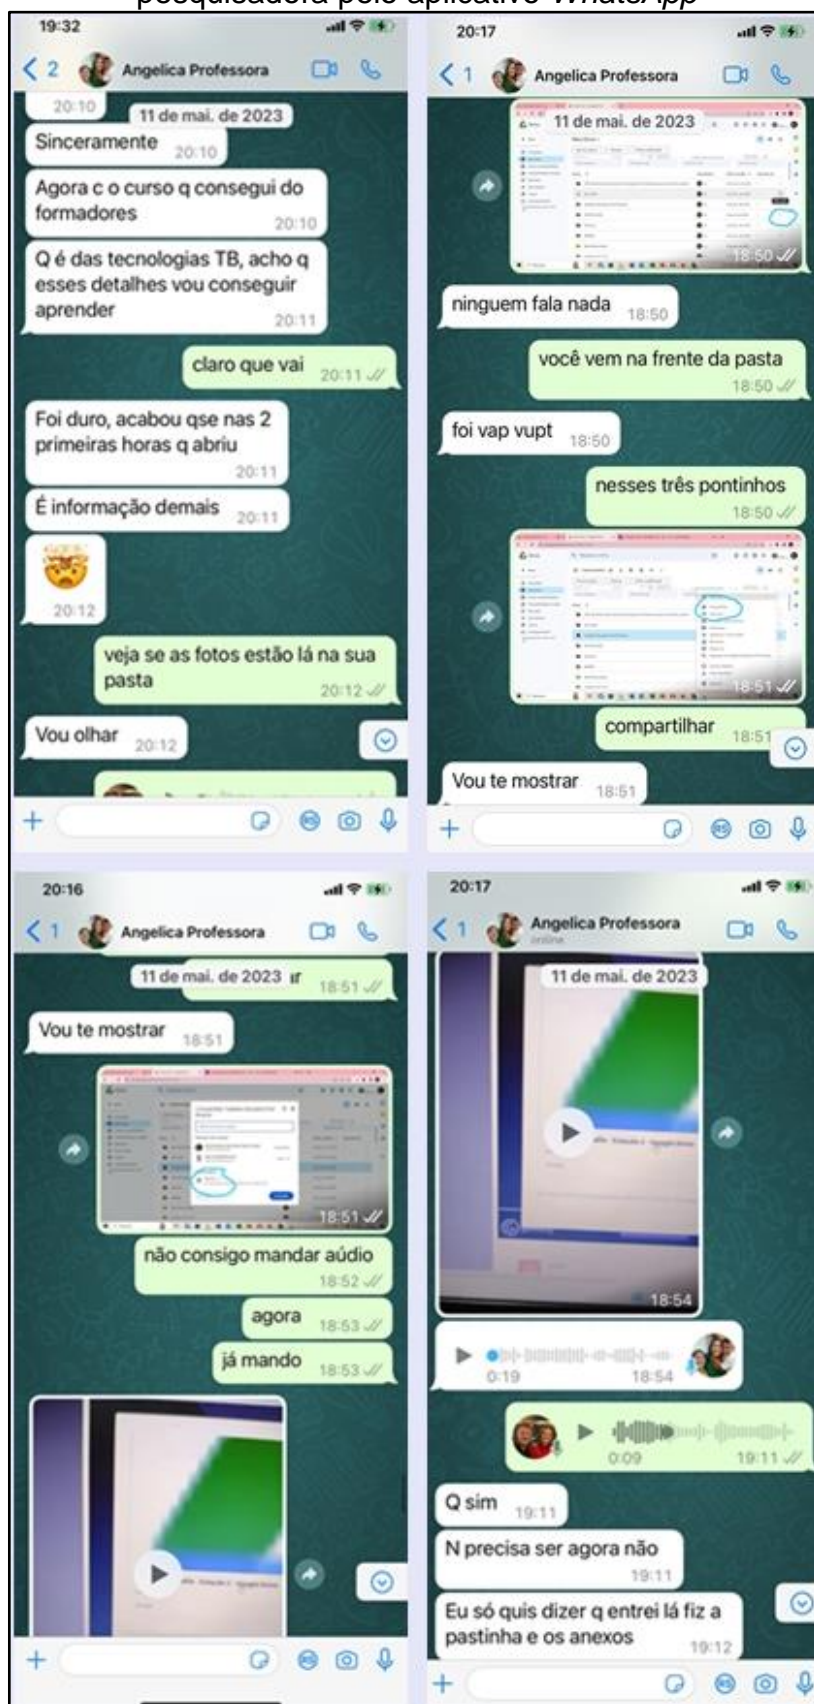 pesquisadora pelo aplicativo WhatsApp
19:32
2
Angelica Professora
20:10
11 de mai. de 2023
Sinceramente
20:10
Agora c o curso q consegui do
formadores
20:10
Q é das tecnologias TB, acho q
esses detalhes vou conseguir
aprender
20:11
claro que vai
20:11
Foi duro, acabou qse nas 2
primeiras horas q abriu
20:11
É informação demais
20:11
20:12
veja se as fotos estão lá na sua
pasta
20:12
Vou olhar
20:12
20:17
1
Angelica Professora
11 de mai. de 2023
18:50
ninguem fala nada
18:50
você vem na frente da pasta
18:50
foi vap vupt
18:50
nesses três pontinhos
18:50
18:51
compartilhar
18:51
Vou te mostrar
18:51
20:16
1
Angelica Professora
11 de mai. de 2023
18:51
Vou te mostrar
18:51
18:51
não consigo mandar aúdio
18:52
agora
18:53
já mando
18:53
20:17
1
Angelica Professora
online
11 de mai. de 2023
18:54
0:19
18:54
0:09
19:11
Q sim
19:11
N precisa ser agora não
19:11
Eu só quis dizer q entrei lá fiz a
pastinha e os anexos
19:12